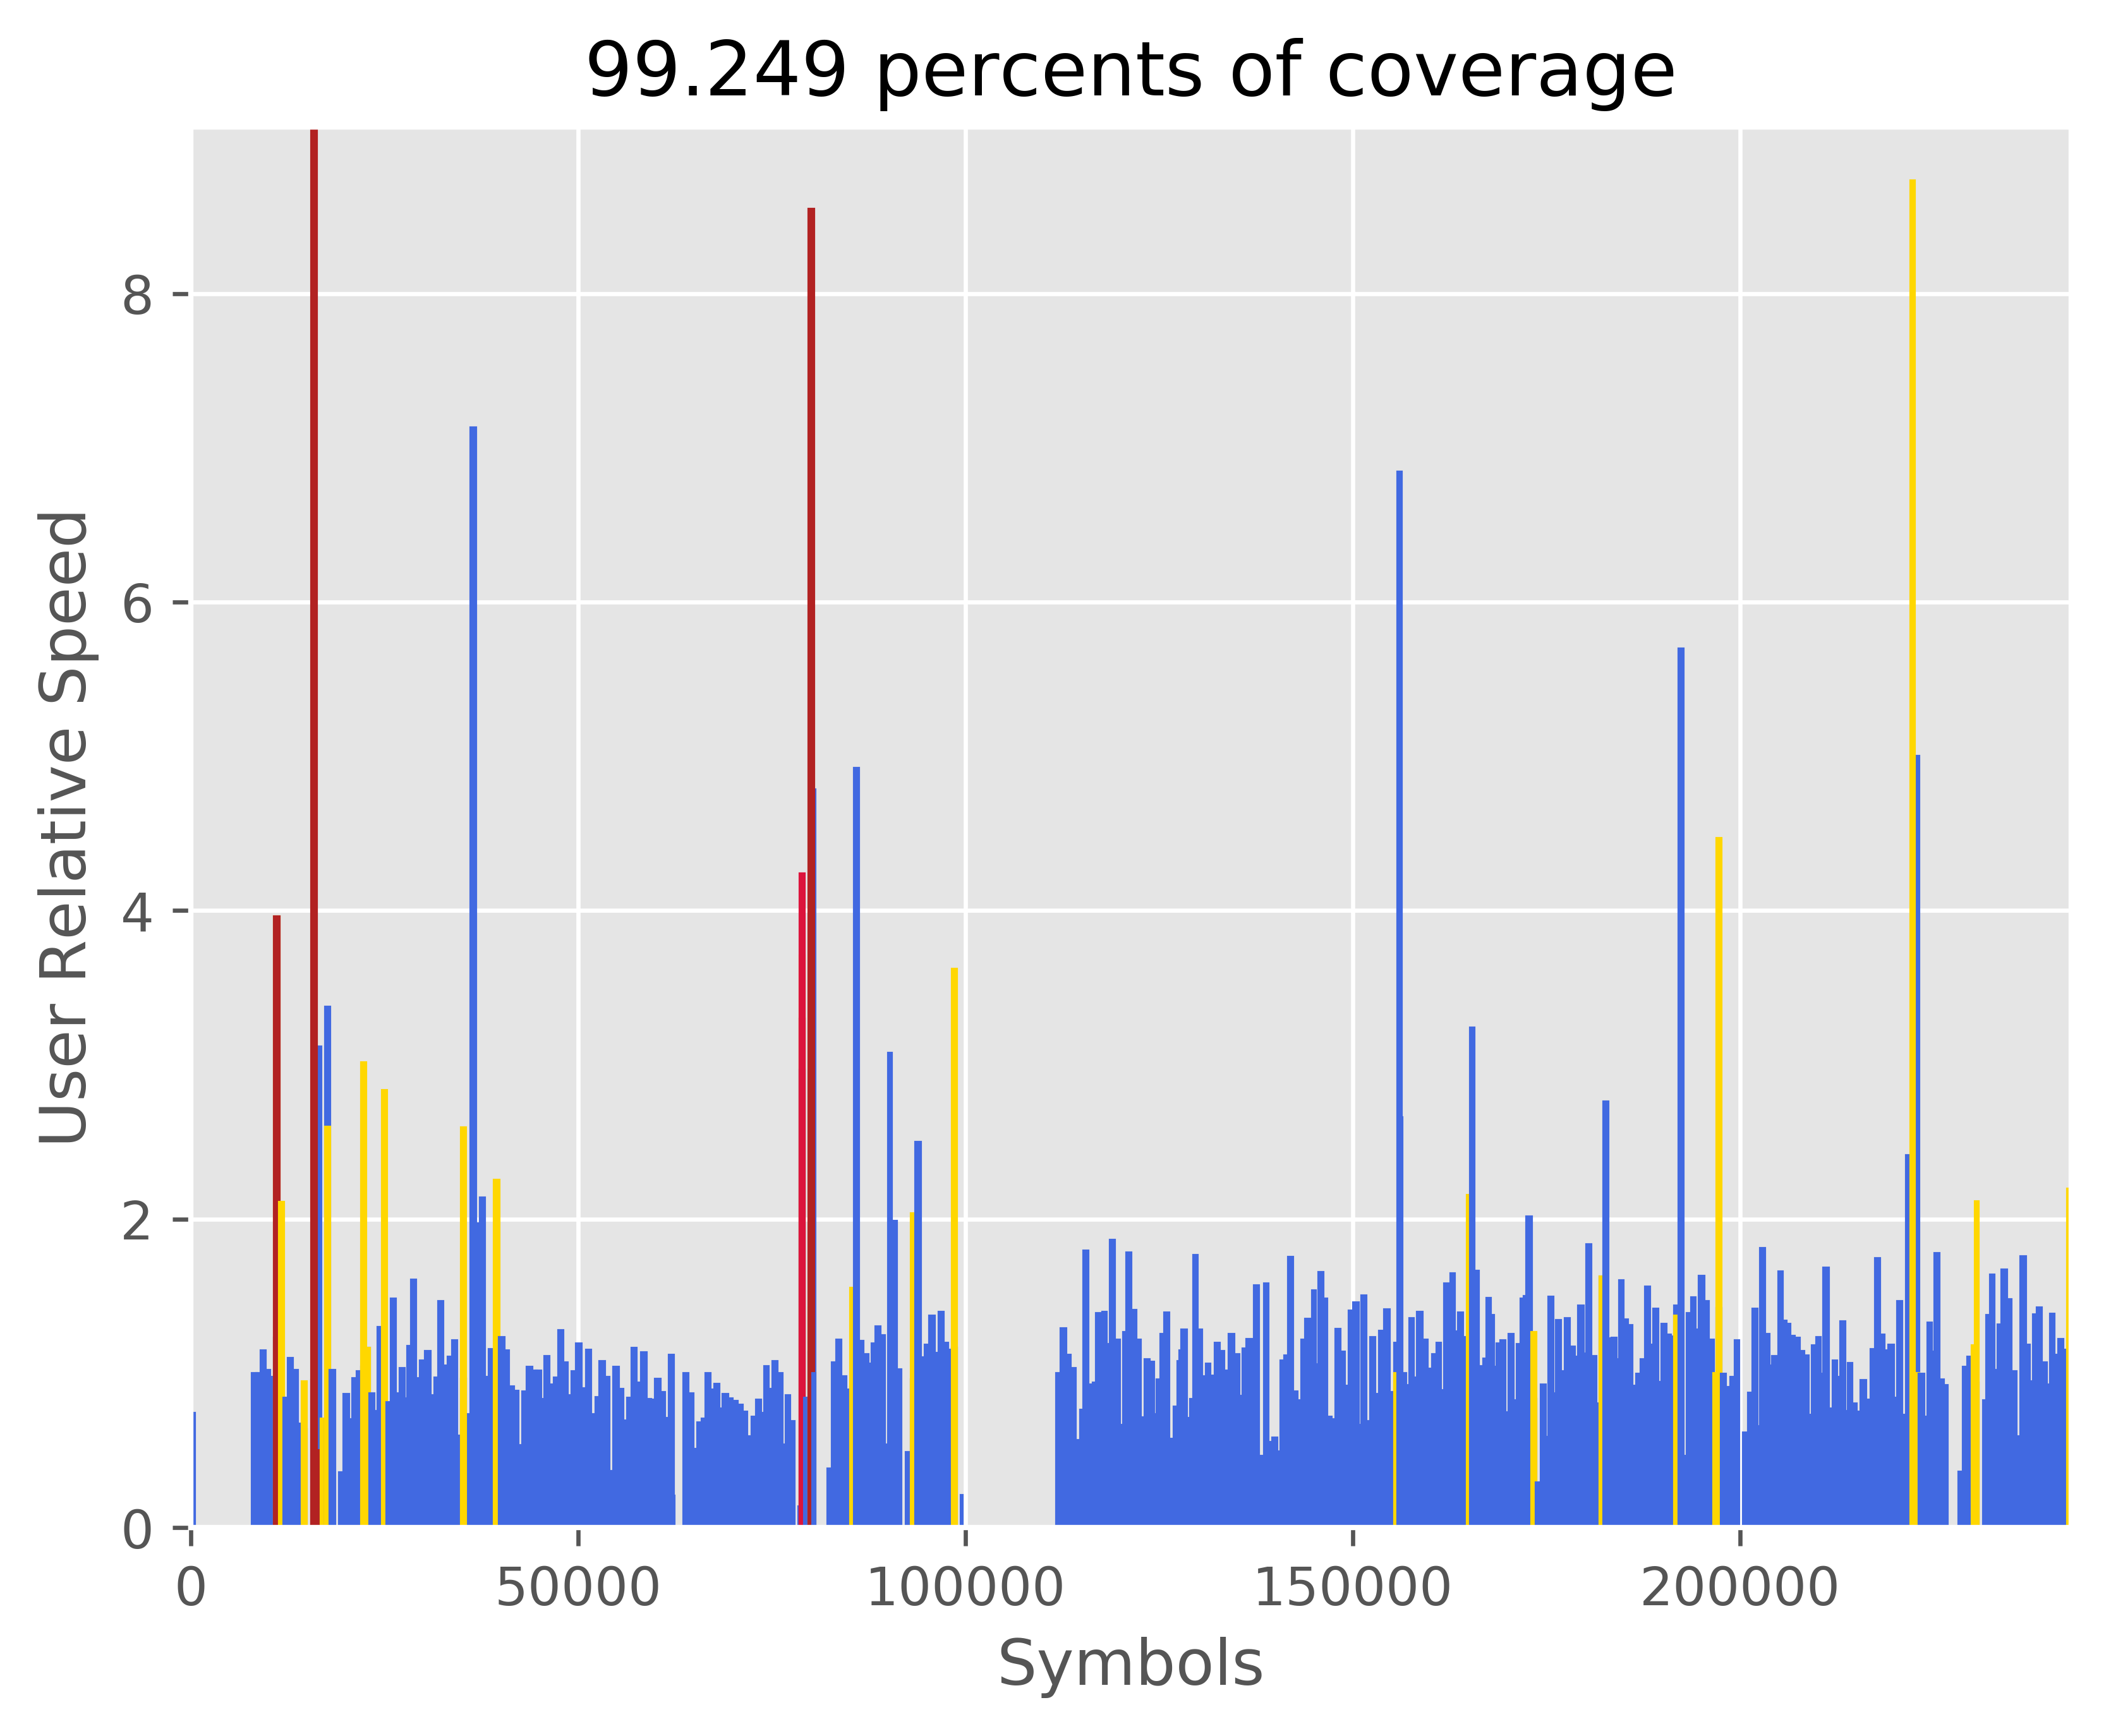 99.249 percents of coverage
User Relative Speed
8
6
4
2
0
0 50000 100000 150000 200000
Symbols